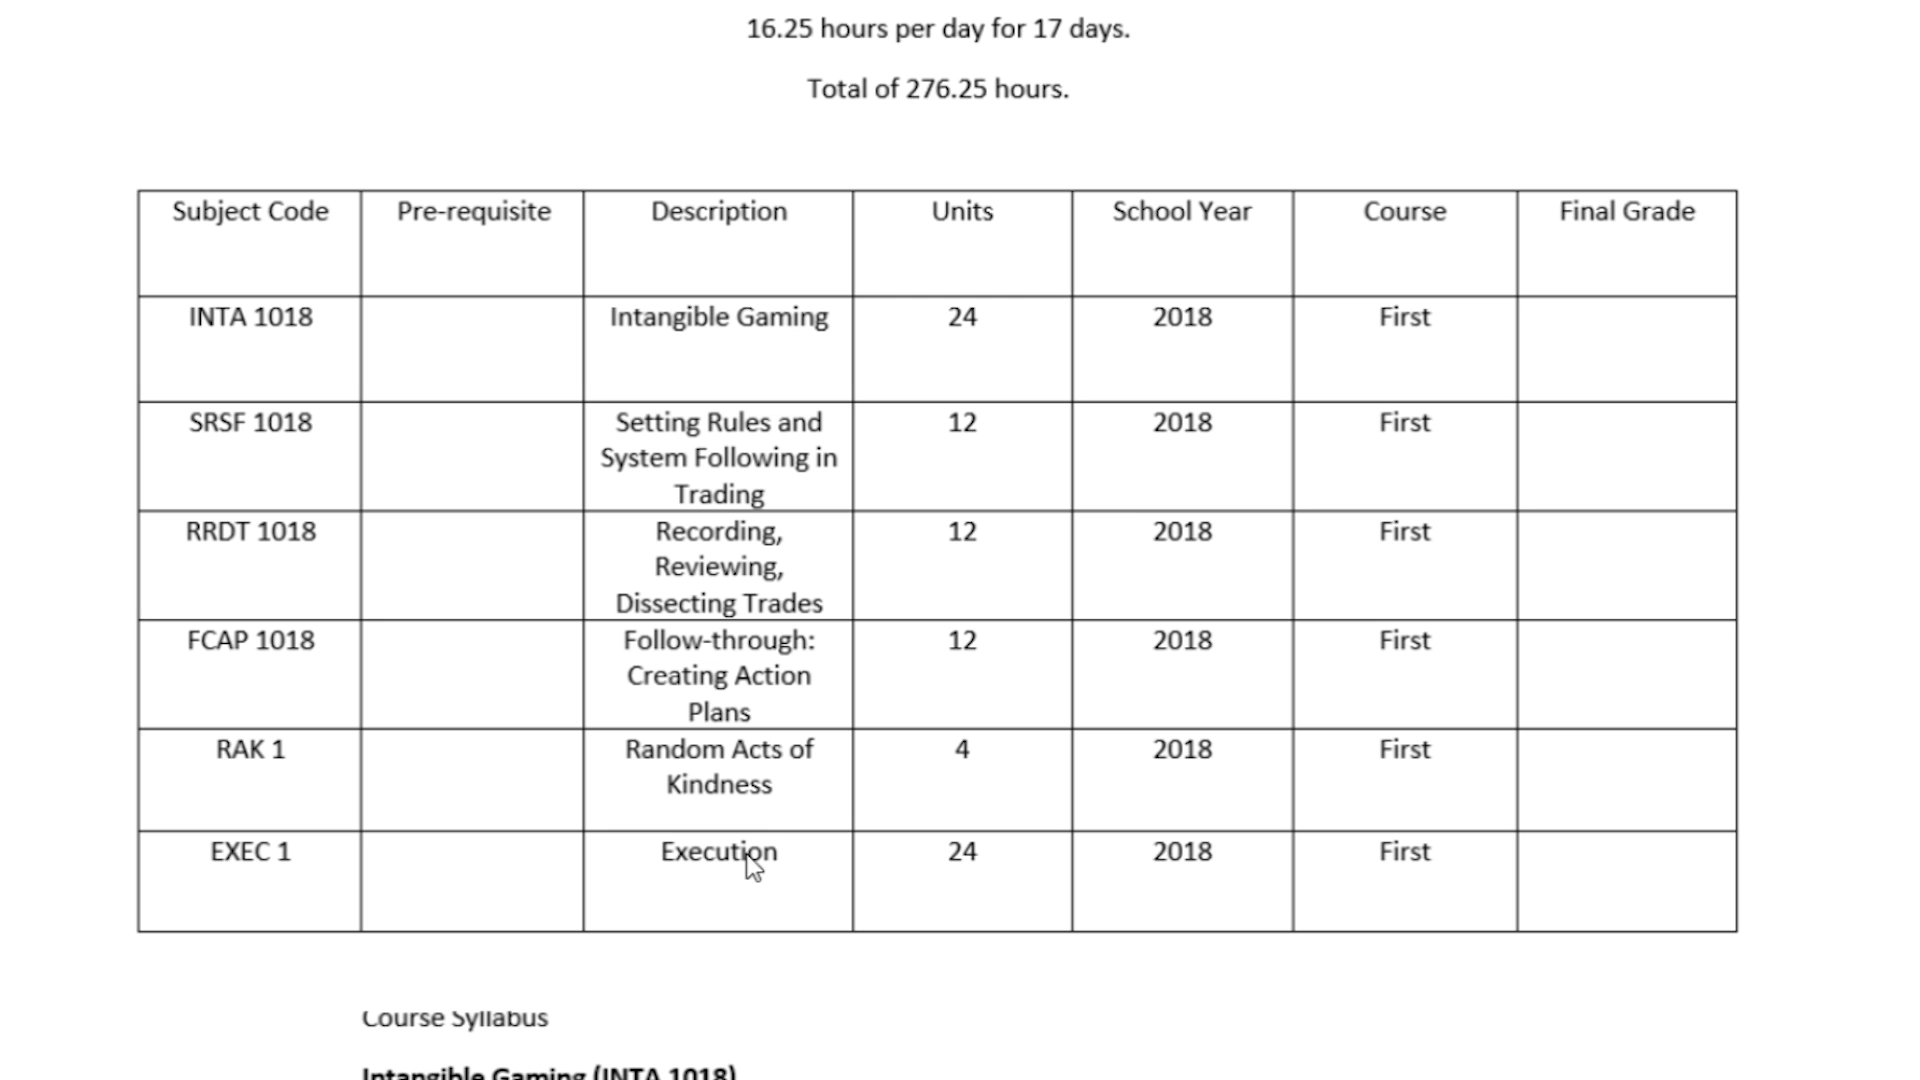 16.25 hours per day for 17 days.
Total of 276.25 hours.
Subject Code Pre-requisite Description Units School Year Course Final Grade
INTA 1018 Intangible Gaming 24 2018 First
SRSF 1018 Setting Rules and 12 2018 First
System Following in
Trading
RRDT 1018 Recording, 12 2018 First
Reviewing,
Dissecting Trades
FCAP 1018 Follow-through: 12 2018 First
Creating Action
Plans
RAK 1 Random Acts of 4 2018 First
Kindness
EXEC 1 Execution 24 2018 First
Course Syllabus
Intangible Gaming (INTA 1018)